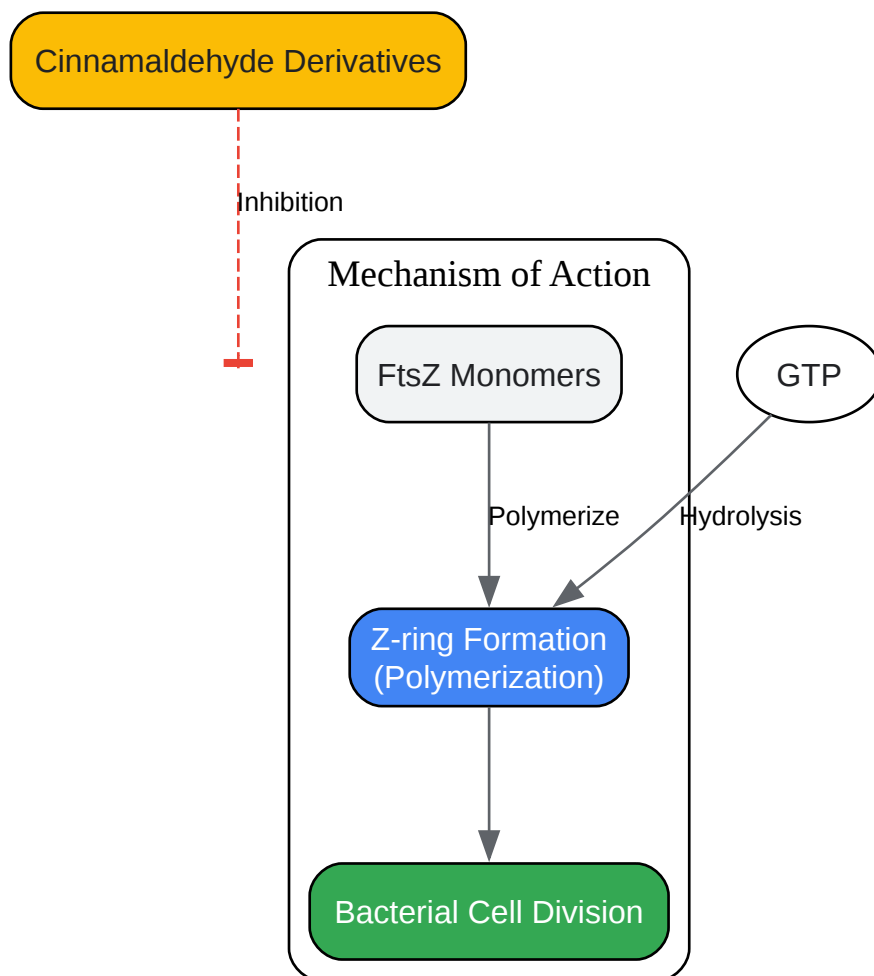 Cinnamaldehyde Derivatives
Inhibition
Mechanism of Action
FtsZ Monomers
GTP
Polymerize
Hydrolysis
Z-ring Formation
(Polymerization)
Bacterial Cell Division